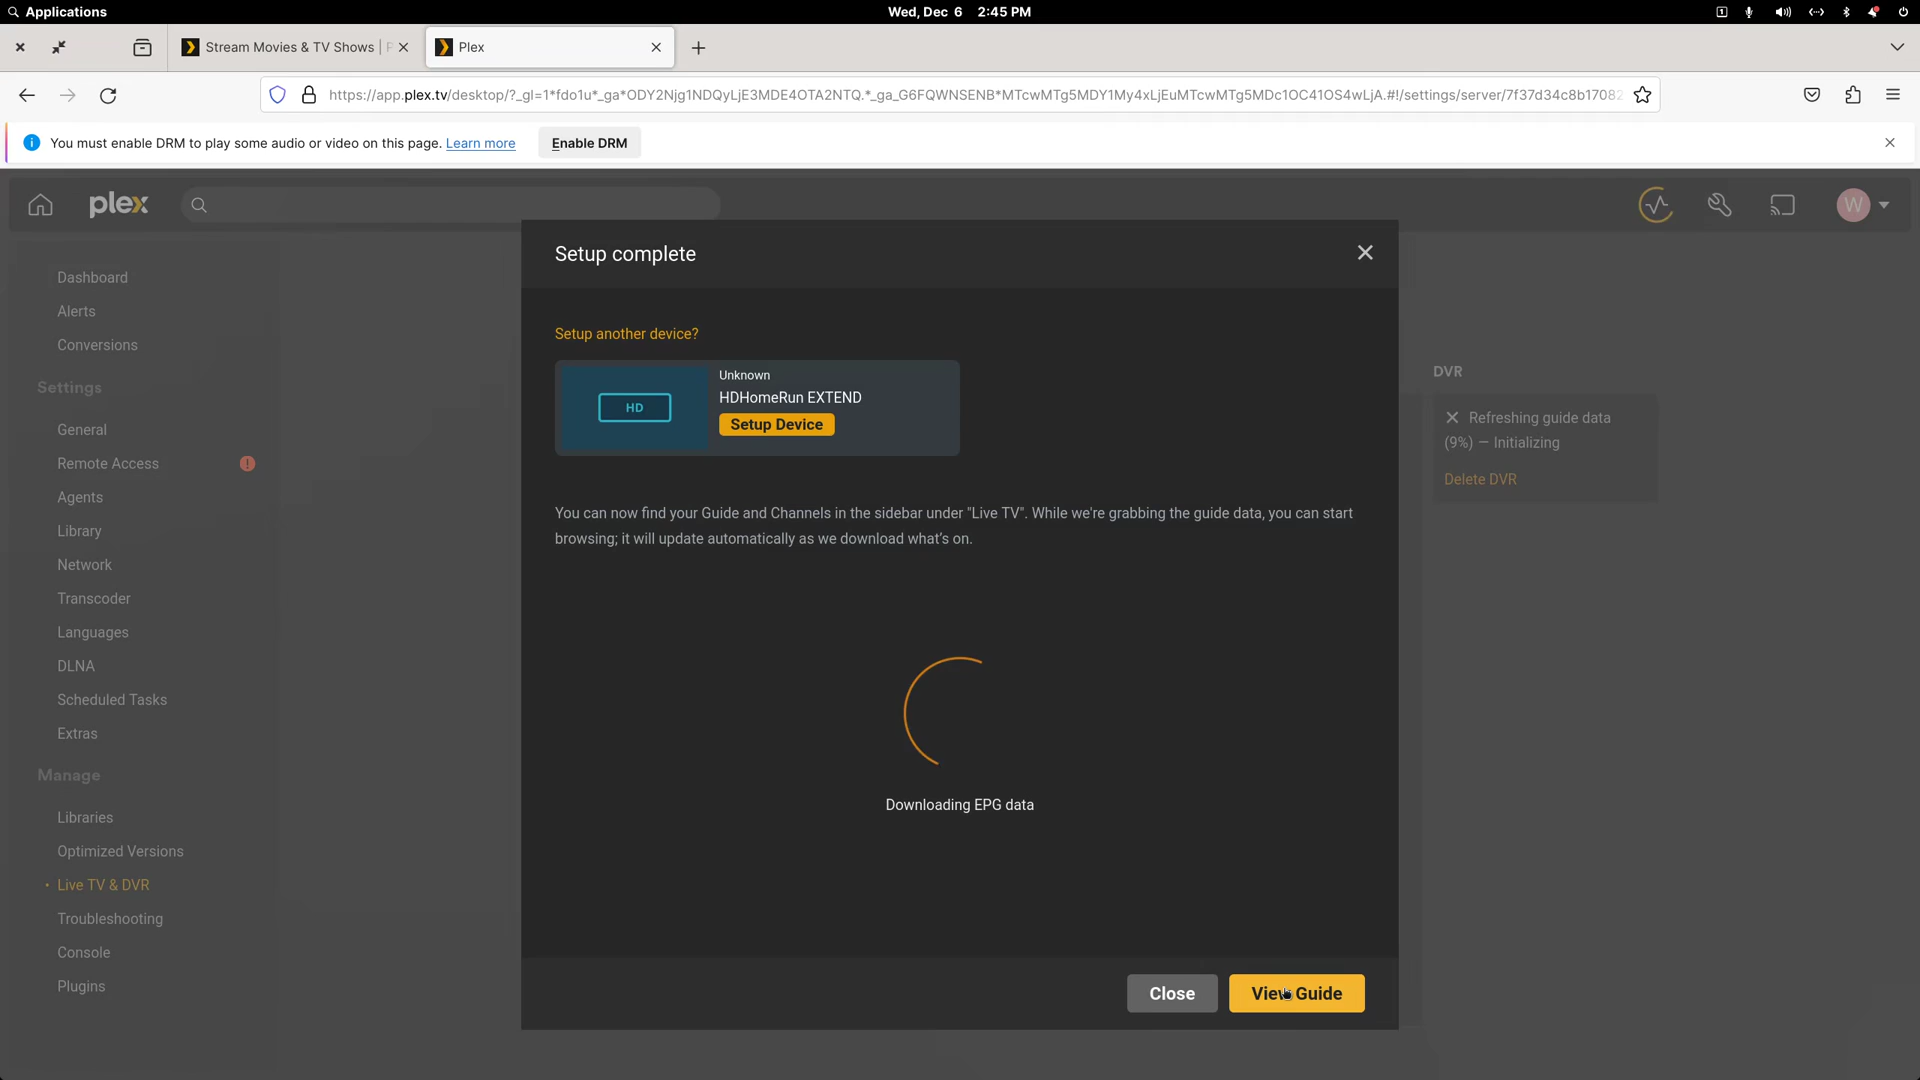 Applications
Wed, Dec 6 2:45 PM
Stream Movies & TV Shows | P
Plex
https://app.plex.tv/desktop/?_gl=1*fdo1u*_ga*ODY2Njg1NDQyLjE3MDE4OTA2NTQ.*_ga_G6FQWNSENB*MTcwMTg5MDY1My4xLjEuMTcwMTg5MDc1OC41OS4wLjA.#!/settings/server/7f37d34c8b17082
You must enable DRM to play some audio or video on this page. Learn more
Enable DRM
plex
W
Dashboard
Alerts
Conversions
Settings
General
Remote Access
Agents
Library
Network
Transcoder
Languages
DLNA
Scheduled Tasks
Extras
Manage
Libraries
Optimized Versions
Live TV & DVR
Troubleshooting
Console
Plugins
Setup complete
Setup another device?
HD
Unknown
HDHomeRun EXTEND
Setup Device
You can now find your Guide and Channels in the sidebar under "Live TV". While we're grabbing the guide data, you can start
browsing; it will update automatically as we download what's on.
Downloading EPG data
Close
View Guide
DVR
Refreshing guide data
(9%) — Initializing
Delete DVR